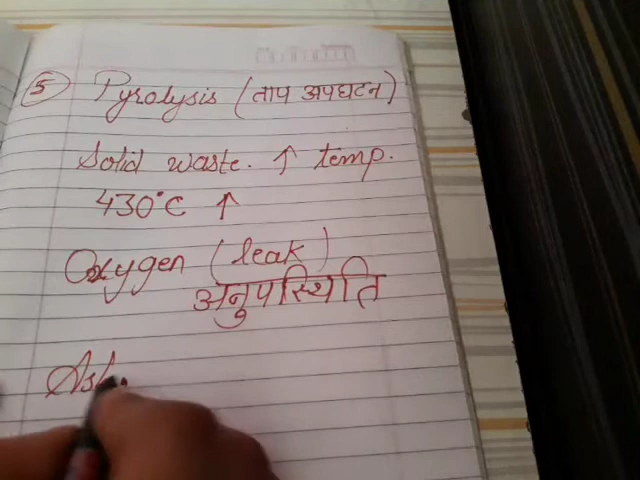 5 Pyrolysis (ताप अपघटन)
Solid waste. ↑ temp.
430°C ↑
Oxygen (leak)
अनुपस्थिति
Ash